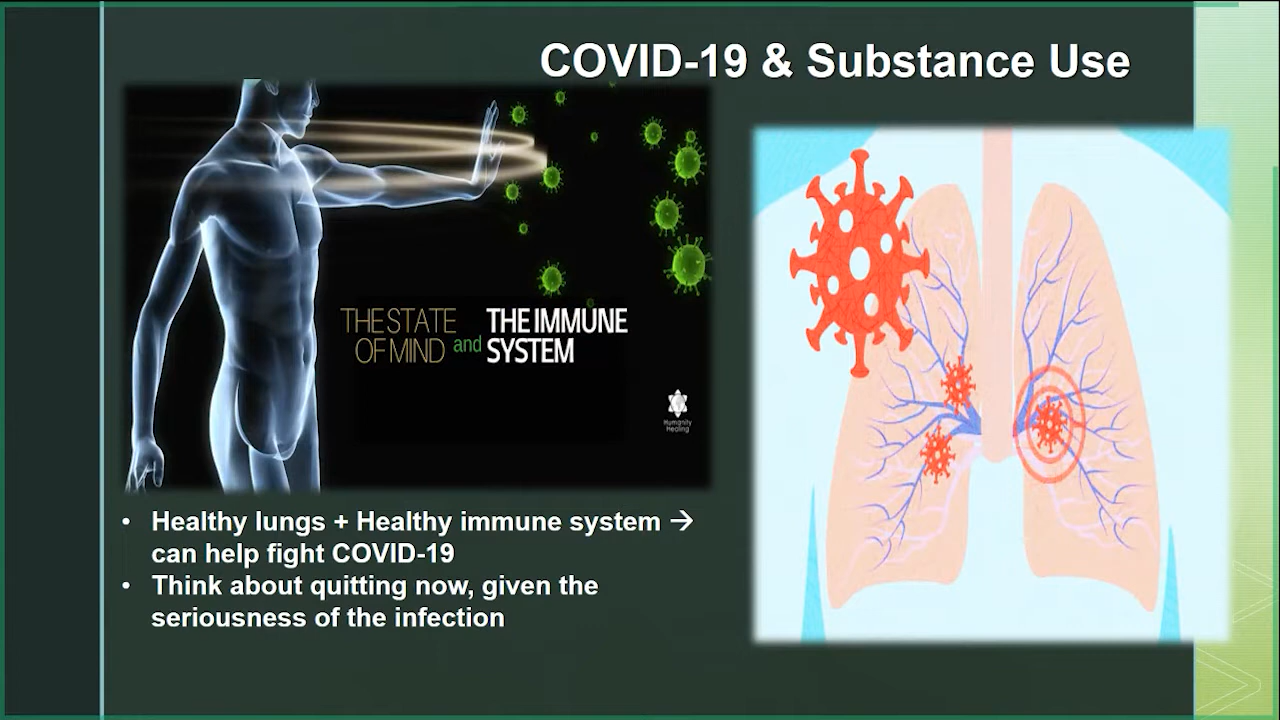 COVID-19 & Substance Use
THE STATE
OF MIND and
THE IMMUNE
SYSTEM
Humanity
Healing
• Healthy lungs + Healthy immune system →
can help fight COVID-19
• Think about quitting now, given the
seriousness of the infection